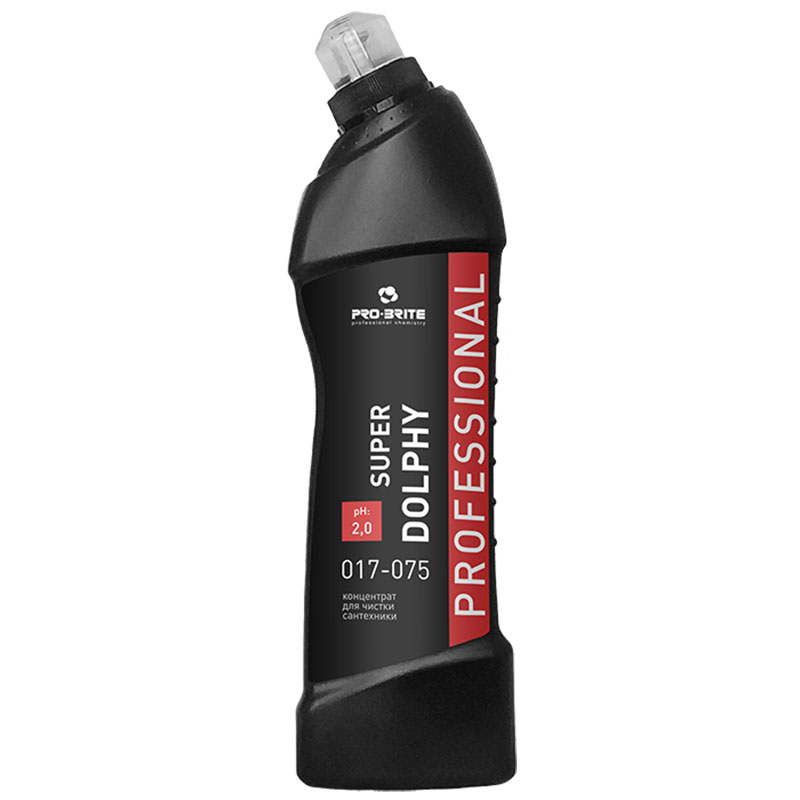 PRO-BRITE
professional chemistry
SUPER
DOLPHY
pH:
2,0
017-075
концентрат
для чистки
сантехники
PROFESSIONAL